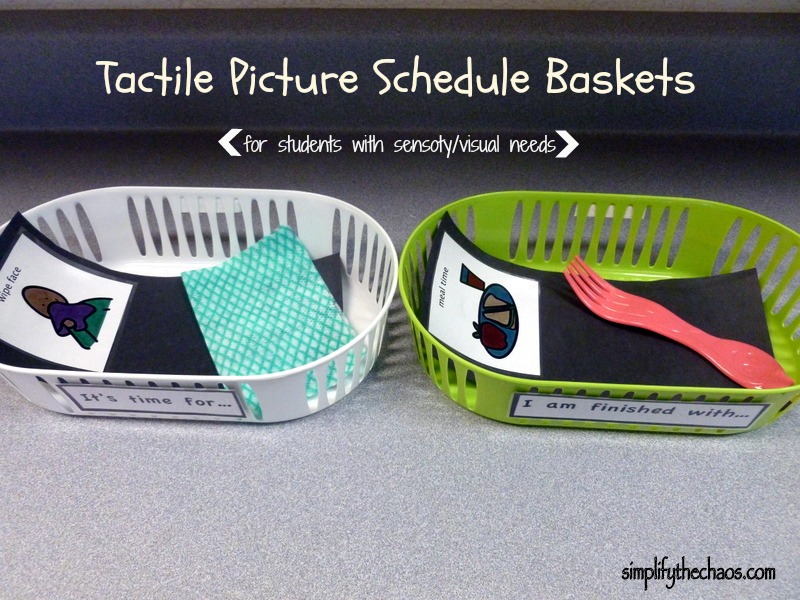 Tactile Picture Schedule Baskets
for students with sensoty/visual needs
wipe face
meal time
It's time for...
I am finished with...
simplifythechaos.com